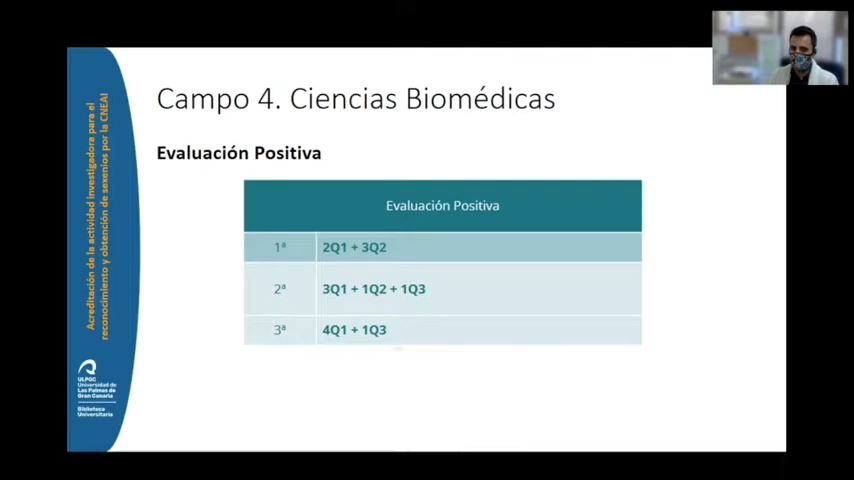 Campo 4. Ciencias Biomédicas
Evaluación Positiva
Evaluación Positiva
1ª 2Q1 + 3Q2
2ª 3Q1 + 1Q2 + 1Q3
3ª 4Q1 + 1Q3
Acreditación de la actividad investigadora para el
reconocimiento y obtención de sexenios por la CNEAI
ULPGC
Universidad de
Las Palmas de
Gran Canaria
Biblioteca
Universitaria